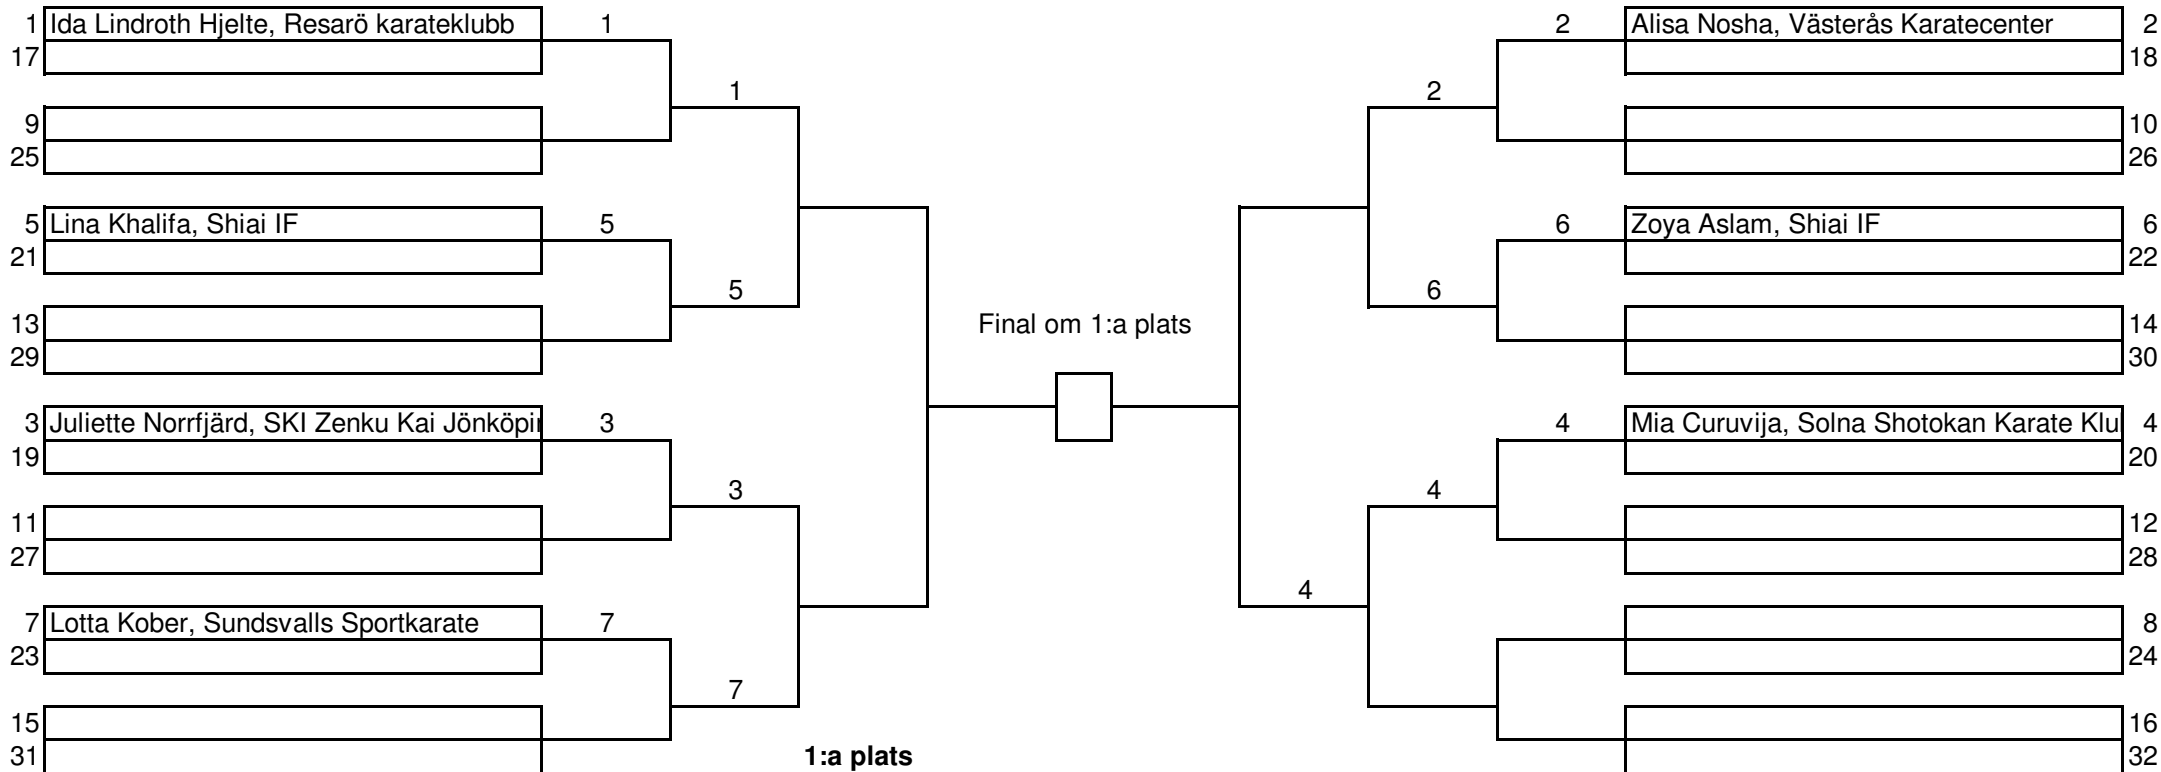 1 Ida Lindroth Hjelte, Resarö karateklubb 1 2 Alisa Nosha, Västerås Karatecenter 2
17 18
1 2
9 10
25 26
5 Lina Khalifa, Shiai IF 5 6 Zoya Aslam, Shiai IF 6
21 22
5 6
13 Final om 1:a plats 14
29 30
3 Juliette Norrfjärd, SKI Zenku Kai Jönköpin 3 4 Mia Curuvija, Solna Shotokan Karate Klu 4
19 20
3 4
11 12
27 28
4
7 Lotta Kober, Sundsvalls Sportkarate 7 8
23 24
7
15 16
31 1:a plats 32